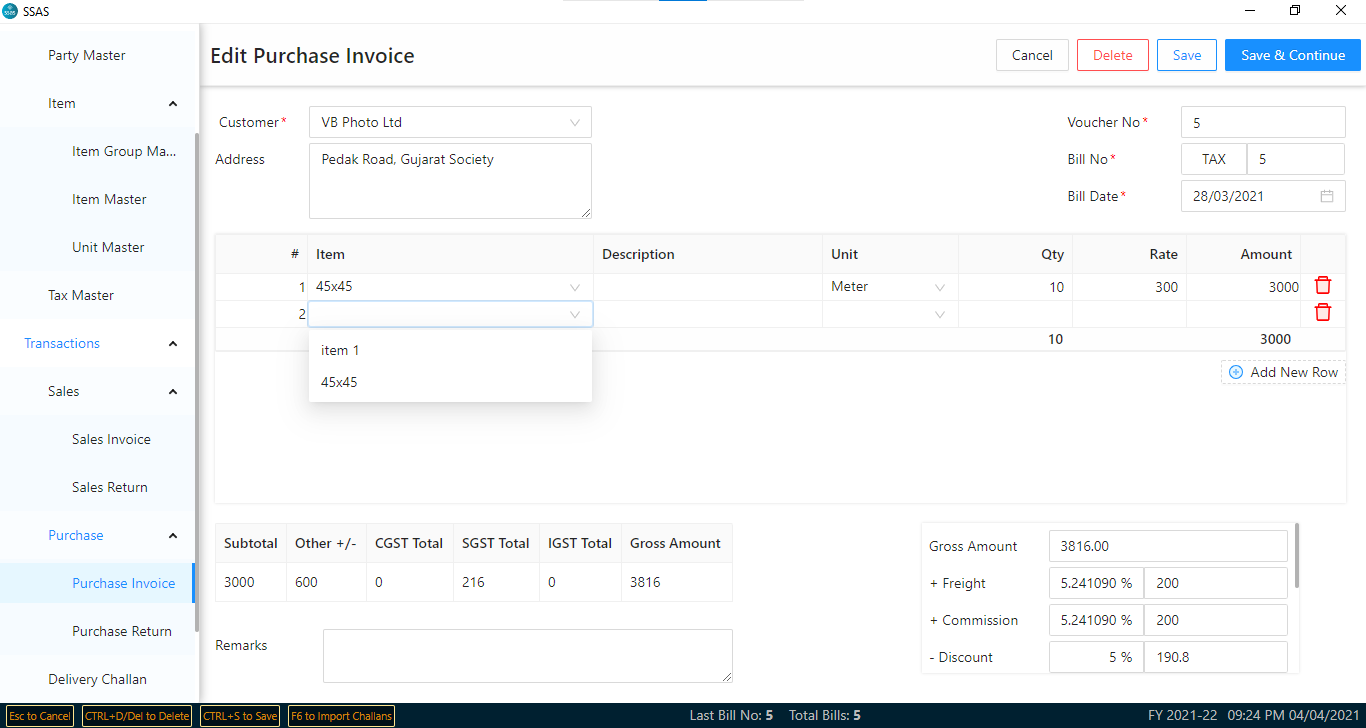 SSAS
Party Master
Item
Item Group Ma...
Item Master
Unit Master
Tax Master
Transactions
Sales
Sales Invoice
Sales Return
Purchase
Purchase Invoice
Purchase Return
Delivery Challan
Edit Purchase Invoice
Cancel Delete Save Save & Continue
Customer* VB Photo Ltd
Address Pedak Road, Gujarat Society
Voucher No* 5
Bill No* TAX 5
Bill Date* 28/03/2021
# Item Description Unit Qty Rate Amount
1 45x45 Meter 10 300 3000
2
10 3000
item 1
45x45
Add New Row
Subtotal Other +/- CGST Total SGST Total IGST Total Gross Amount
3000 600 0 216 0 3816
Remarks
Gross Amount 3816.00
+ Freight 5.241090 % 200
+ Commission 5.241090 % 200
- Discount 5 % 190.8
Esc to Cancel CTRL+D/Del to Delete CTRL+S to Save F6 to Import Challans Last Bill No: 5 Total Bills: 5 FY 2021-22 09:24 PM 04/04/2021